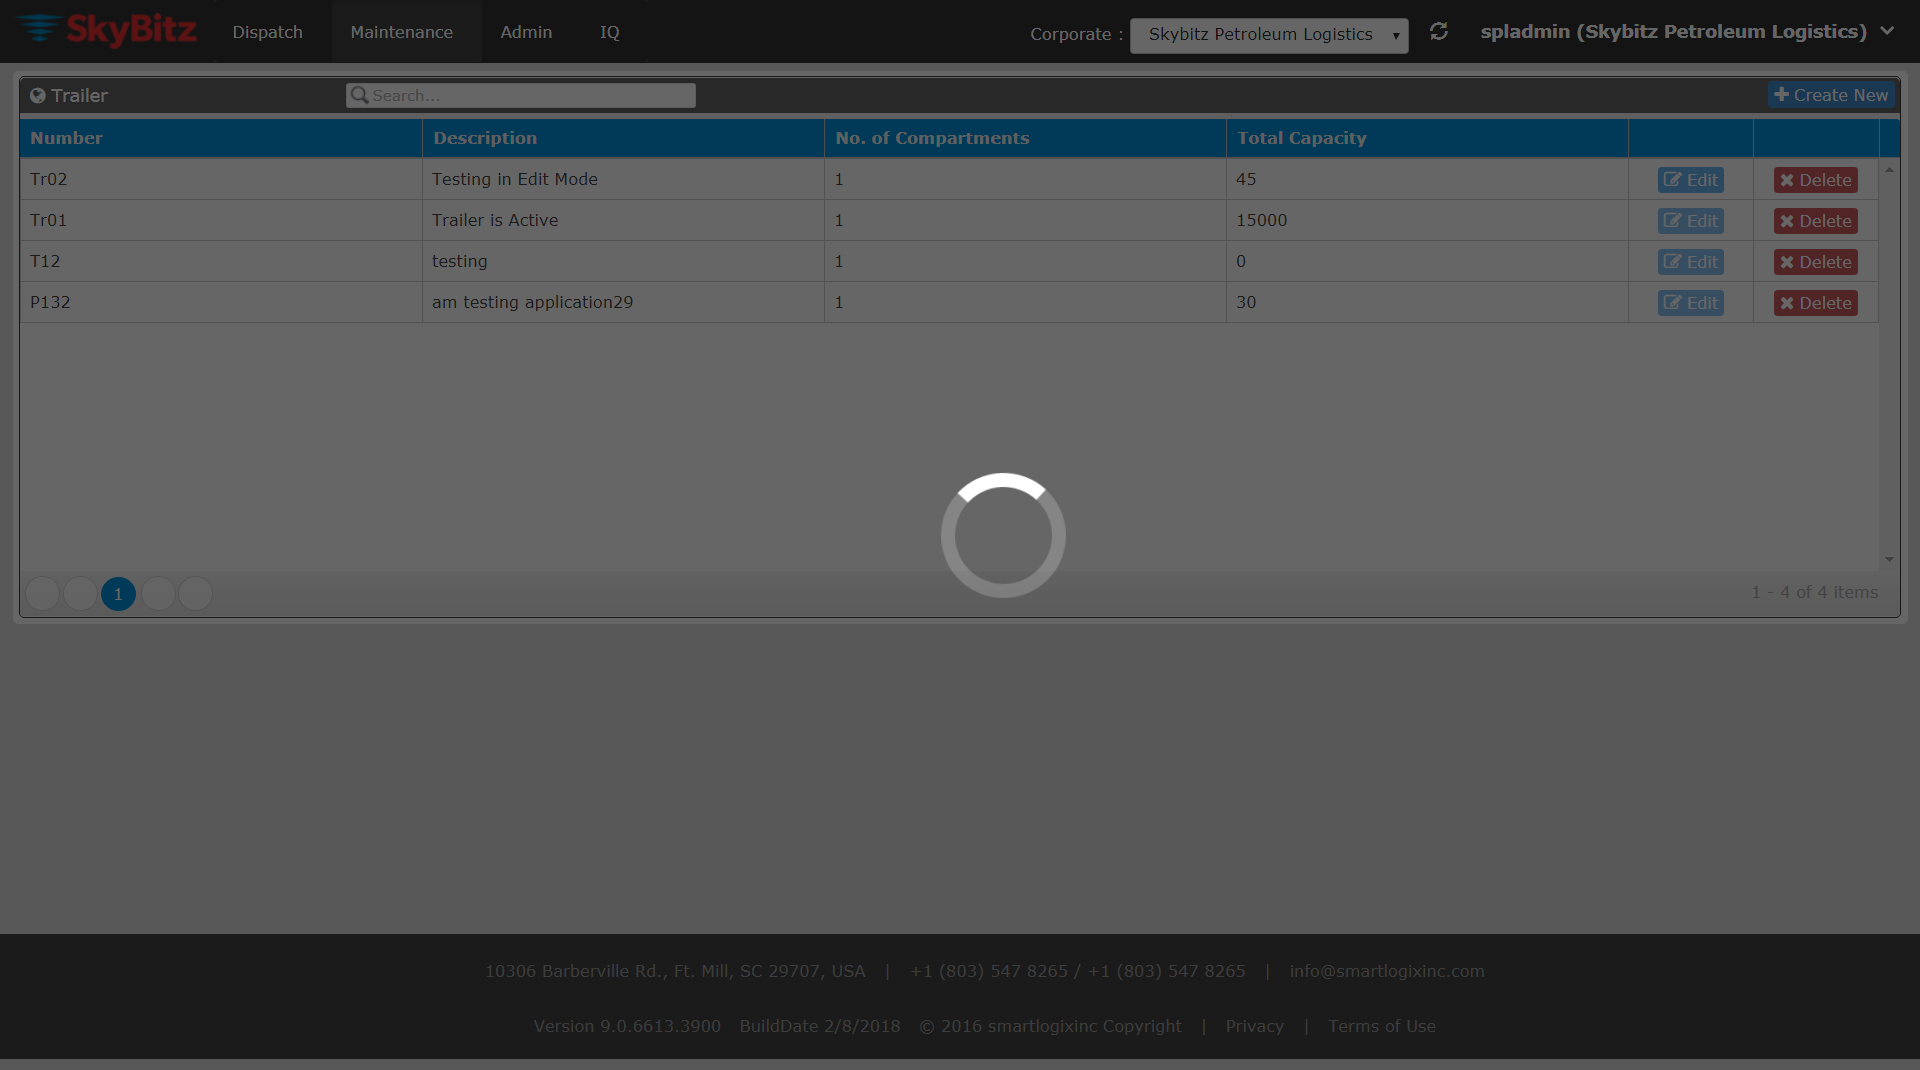 SkyBitz Dispatch Maintenance Admin IQ Corporate : Skybitz Petroleum Logistics spladmin (Skybitz Petroleum Logistics)
Trailer Search... Create New
Number Description No. of Compartments Total Capacity
Tr02 Testing in Edit Mode 1 45 Edit Delete
Tr01 Trailer is Active 1 15000 Edit Delete
T12 testing 1 0 Edit Delete
P132 am testing application29 1 30 Edit Delete
1 1 - 4 of 4 items
10306 Barberville Rd., Ft. Mill, SC 29707, USA | +1 (803) 547 8265 / +1 (803) 547 8265 | info@smartlogixinc.com
Version 9.0.6613.3900 BuildDate 2/8/2018 © 2016 smartlogixinc Copyright | Privacy | Terms of Use